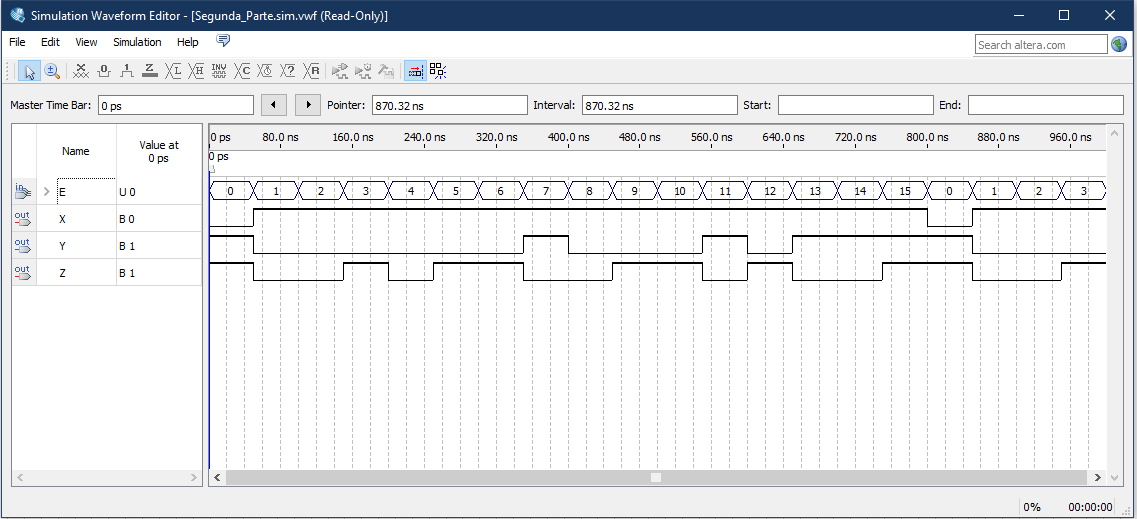 Simulation Waveform Editor - [Segunda_Parte.sim.vwf (Read-Only)]
File Edit View Simulation Help
Search altera.com
Master Time Bar: 0 ps Pointer: 870.32 ns Interval: 870.32 ns Start: End:
Name Value at 0 ps
0 ps 80.0 ns 160.0 ns 240.0 ns 320.0 ns 400.0 ns 480.0 ns 560.0 ns 640.0 ns 720.0 ns 800.0 ns 880.0 ns 960.0 ns
0 ps
in E U 0 0 1 2 3 4 5 6 7 8 9 10 11 12 13 14 15 0 1 2 3
out X B 0
out Y B 1
out Z B 1
0% 00:00:00